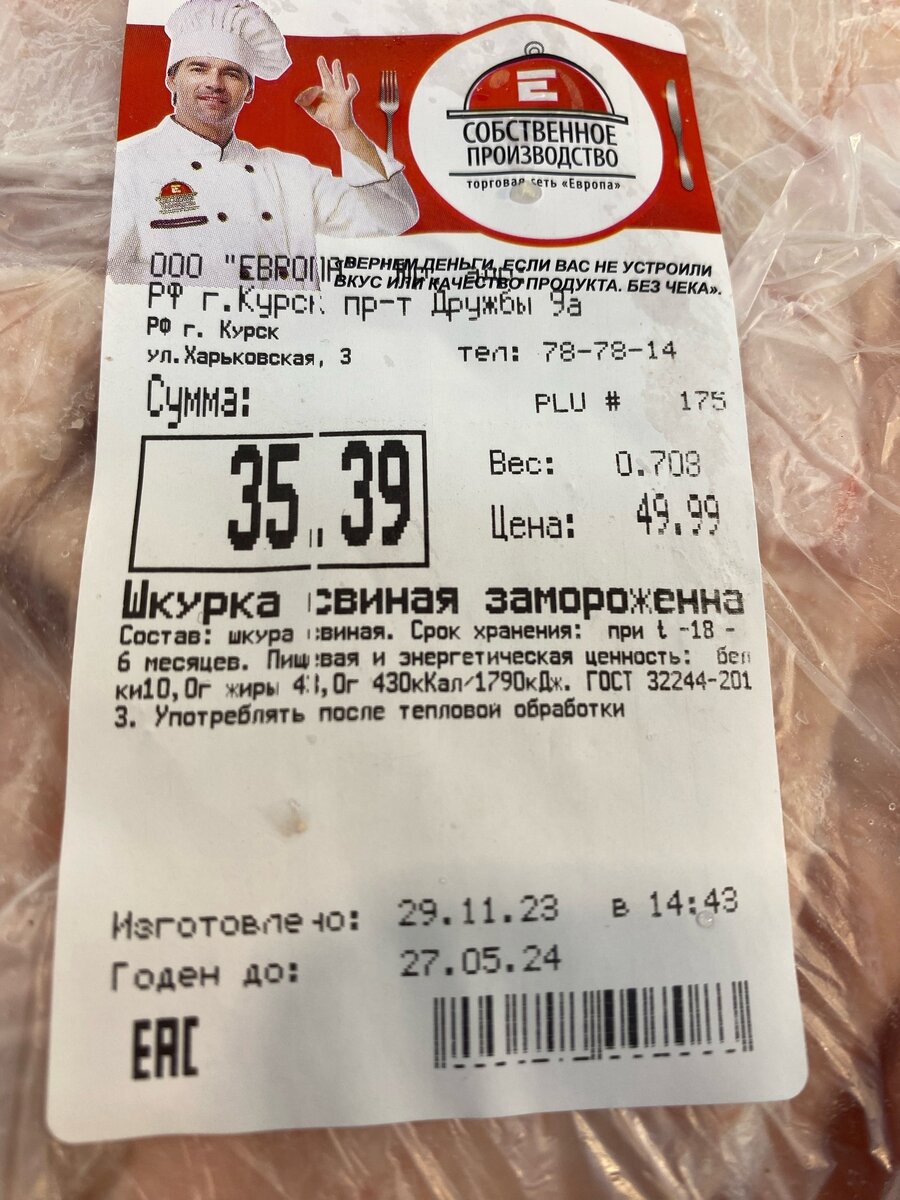 Е
СОБСТВЕННОЕ
ПРОИЗВОДСТВО
торговая сеть «Европа»
«ВЕРНЕМ ДЕНЬГИ, ЕСЛИ ВАС НЕ УСТРОИЛИ
ВКУС ИЛИ КАЧЕСТВО ПРОДУКТА. БЕЗ ЧЕКА».
ООО "ЕВРОПА"
РФ г.Курск пр-т Дружбы 9а
РФ г. Курск
ул.Харьковская, 3 тел: 78-78-14
Сумма: PLU # 175
35,39
Вес: 0.708
Цена: 49.99
Шкурка свиная замороженна
Состав: шкура свиная. Срок хранения: при t -18 -
6 месяцев. Пищевая и энергетическая ценность: бел
ки10,0г жиры 43,0г 430кКал/1790кДж. ГОСТ 32244-201
3. Употреблять после тепловой обработки
Изготовлено: 29.11.23 в 14:43
Годен до: 27.05.24
EAC